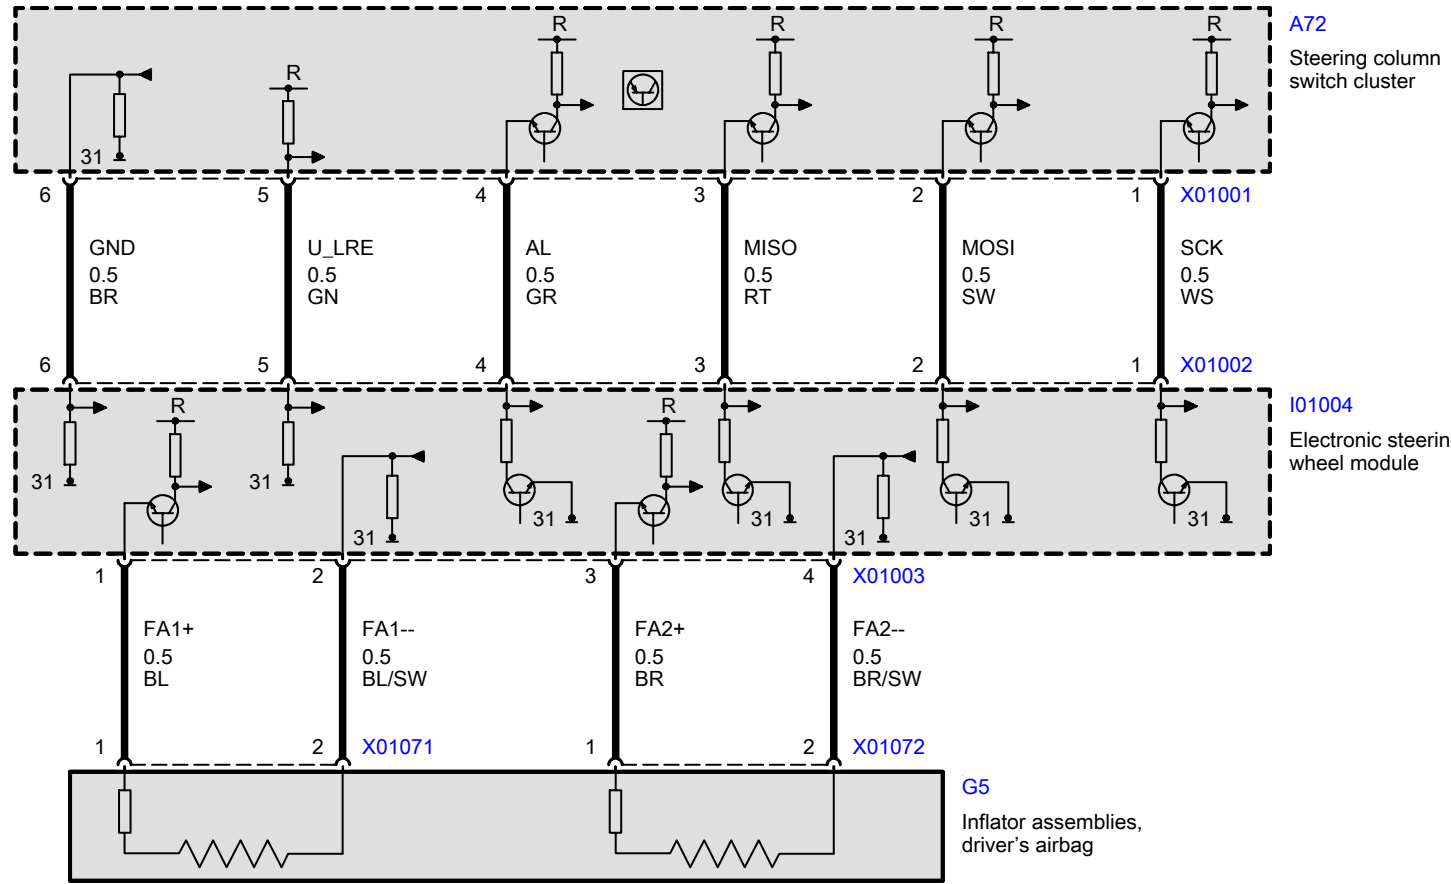 A72
Steering column
switch cluster
R
R
R
R
R
31
6
5
4
3
2
1
X01001
GND
0.5
BR
U_LRE
0.5
GN
AL
0.5
GR
MISO
0.5
RT
MOSI
0.5
SW
SCK
0.5
WS
6
5
4
3
2
1
X01002
I01004
Electronic steerin
wheel module
R
R
31
31
31
31
31
31
31
31
1
2
3
4
X01003
FA1+
0.5
BL
FA1--
0.5
BL/SW
FA2+
0.5
BR
FA2--
0.5
BR/SW
1
2
X01071
1
2
X01072
G5
Inflator assemblies,
driver's airbag